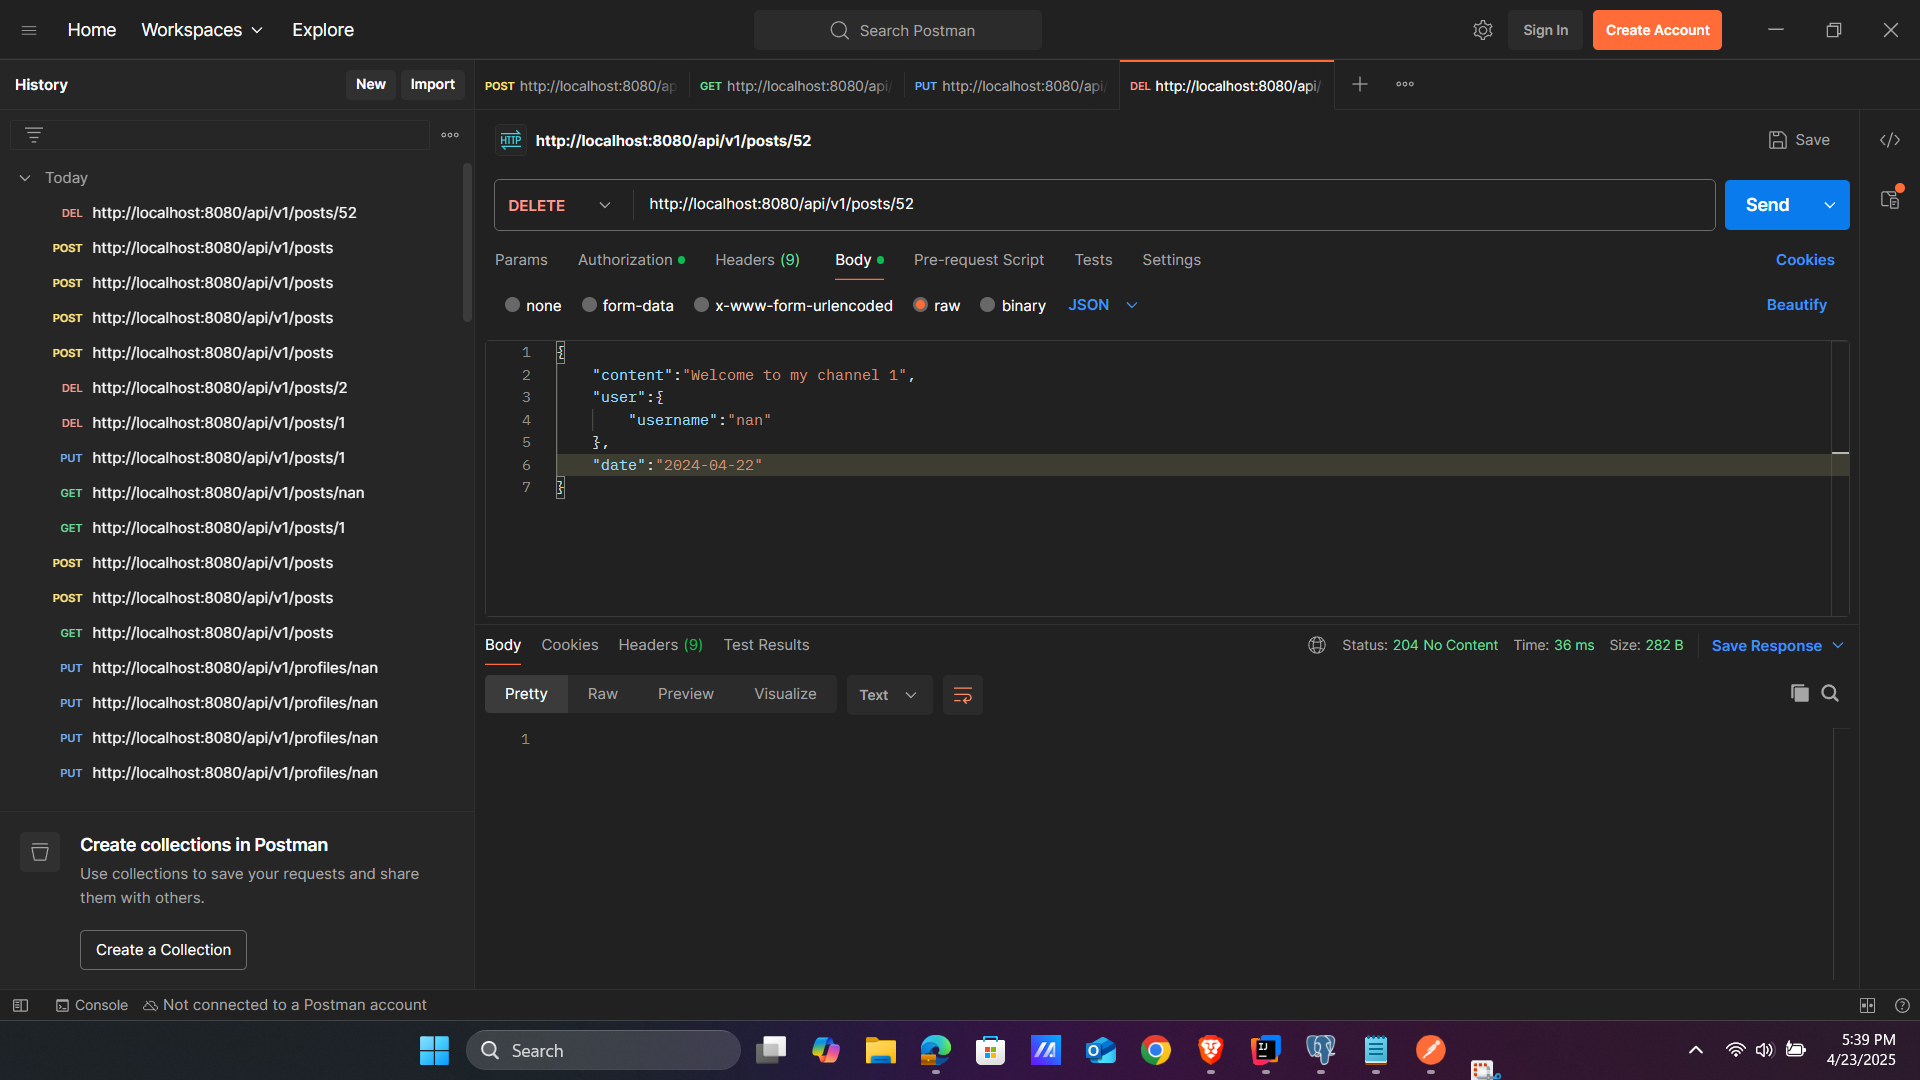 Home Workspaces Explore Search Postman Sign In Create Account
History New Import
POST http://localhost:8080/ap GET http://localhost:8080/api/ PUT http://localhost:8080/api/ DEL http://localhost:8080/api/
HTTP http://localhost:8080/api/v1/posts/52 Save
DELETE http://localhost:8080/api/v1/posts/52 Send
Params Authorization Headers (9) Body Pre-request Script Tests Settings Cookies
none form-data x-www-form-urlencoded raw binary JSON Beautify
1 {
2 "content":"Welcome to my channel 1",
3 "user":{
4 "username":"nan"
5 },
6 "date":"2024-04-22"
7 }
Today
DEL http://localhost:8080/api/v1/posts/52
POST http://localhost:8080/api/v1/posts
POST http://localhost:8080/api/v1/posts
POST http://localhost:8080/api/v1/posts
POST http://localhost:8080/api/v1/posts
DEL http://localhost:8080/api/v1/posts/2
DEL http://localhost:8080/api/v1/posts/1
PUT http://localhost:8080/api/v1/posts/1
GET http://localhost:8080/api/v1/posts/nan
GET http://localhost:8080/api/v1/posts/1
POST http://localhost:8080/api/v1/posts
POST http://localhost:8080/api/v1/posts
GET http://localhost:8080/api/v1/posts
PUT http://localhost:8080/api/v1/profiles/nan
PUT http://localhost:8080/api/v1/profiles/nan
PUT http://localhost:8080/api/v1/profiles/nan
PUT http://localhost:8080/api/v1/profiles/nan
Body Cookies Headers (9) Test Results Status: 204 No Content Time: 36 ms Size: 282 B Save Response
Pretty Raw Preview Visualize Text
1
Create collections in Postman
Use collections to save your requests and share
them with others.
Create a Collection
Console Not connected to a Postman account
Search
5:39 PM
4/23/2025